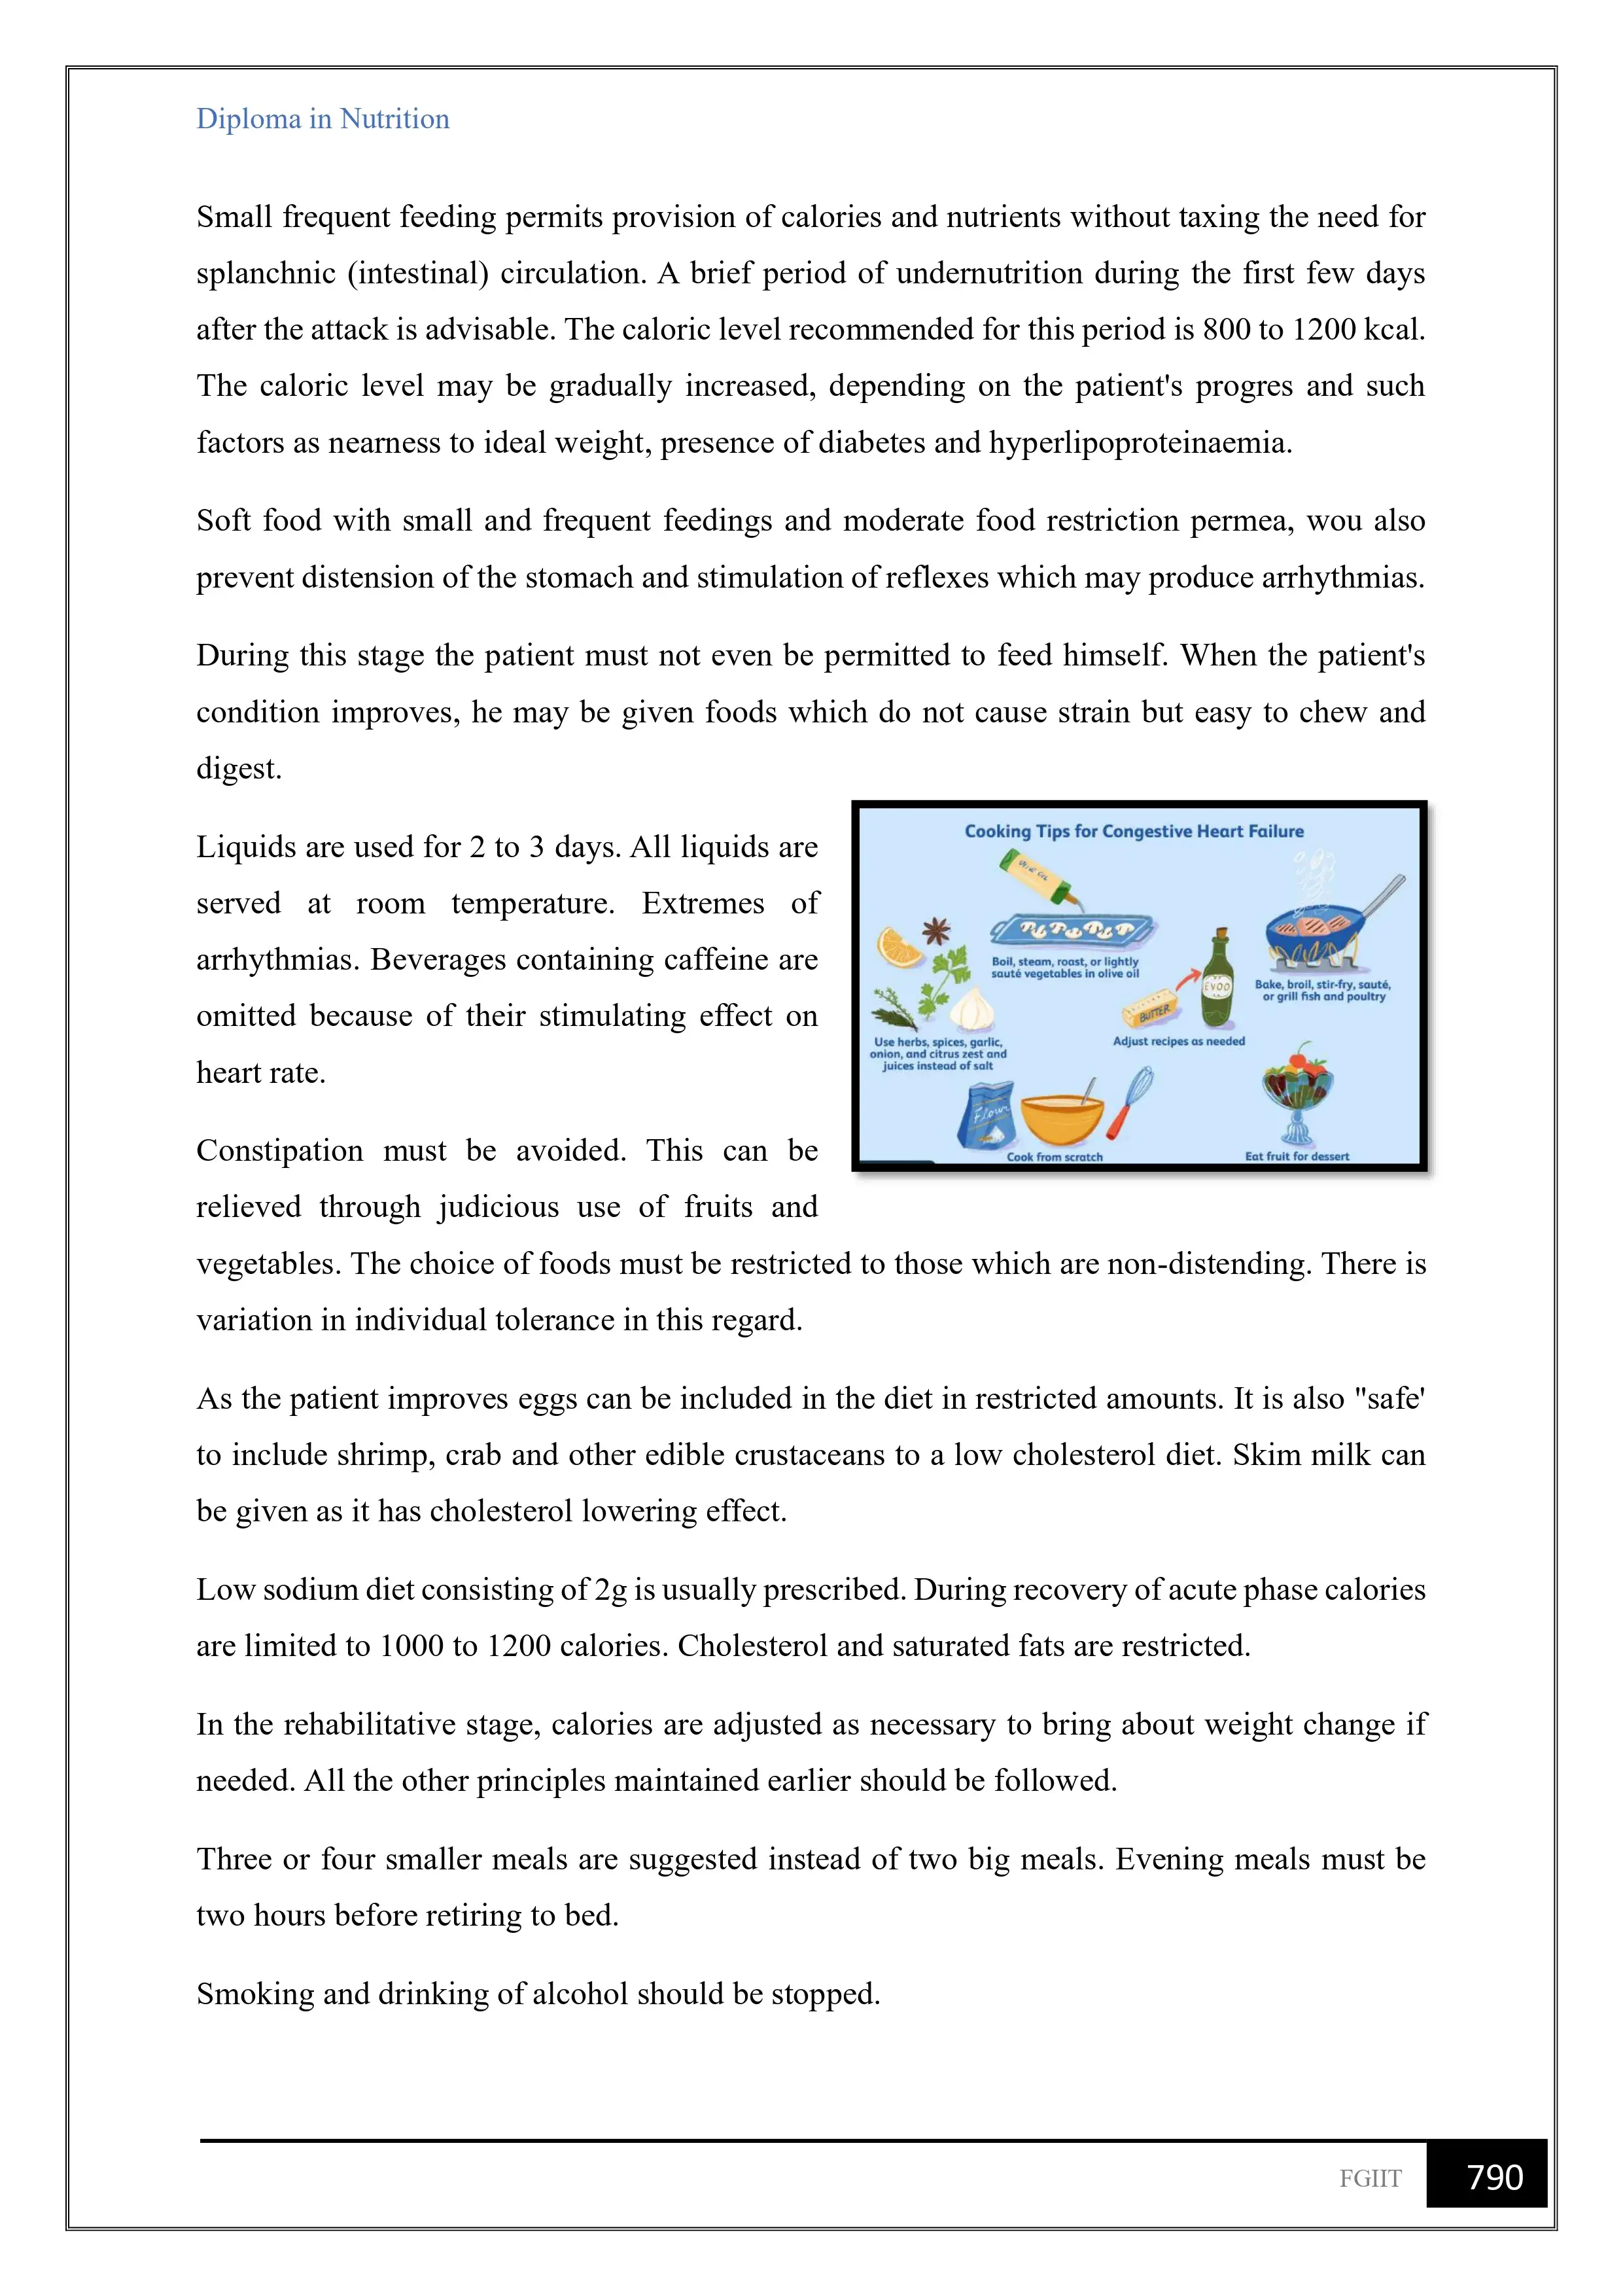 Diploma in Nutrition
Small frequent feeding permits provision of calories and nutrients without taxing the need for
splanchnic (intestinal) circulation. A brief period of undernutrition during the first few days
after the attack is advisable. The caloric level recommended for this period is 800 to 1200 kcal.
The caloric level may be gradually increased, depending on the patient's progres and such
factors as nearness to ideal weight, presence of diabetes and hyperlipoproteinaemia.
Soft food with small and frequent feedings and moderate food restriction permea, wou also
prevent distension of the stomach and stimulation of reflexes which may produce arrhythmias.
During this stage the patient must not even be permitted to feed himself. When the patient's
condition improves, he may be given foods which do not cause strain but easy to chew and
digest.
Liquids are used for 2 to 3 days. All liquids are
served at room temperature. Extremes of
arrhythmias. Beverages containing caffeine are
omitted because of their stimulating effect on
heart rate.
Cooking Tips for Congestive Heart Failure
OLIVE OIL
Boil, steam, roast, or lightly
sauté vegetables in olive oil
Bake, broil, stir-fry, sauté,
or grill fish and poultry
EVOO
BUTTER
Use herbs, spices, garlic,
onion, and citrus zest and
juices instead of salt
Adjust recipes as needed
Flour
Cook from scratch
Eat fruit for dessert
Constipation must be avoided. This can be
relieved through judicious use of fruits and
vegetables. The choice of foods must be restricted to those which are non-distending. There is
variation in individual tolerance in this regard.
As the patient improves eggs can be included in the diet in restricted amounts. It is also "safe'
to include shrimp, crab and other edible crustaceans to a low cholesterol diet. Skim milk can
be given as it has cholesterol lowering effect.
Low sodium diet consisting of 2g is usually prescribed. During recovery of acute phase calories
are limited to 1000 to 1200 calories. Cholesterol and saturated fats are restricted.
In the rehabilitative stage, calories are adjusted as necessary to bring about weight change if
needed. All the other principles maintained earlier should be followed.
Three or four smaller meals are suggested instead of two big meals. Evening meals must be
two hours before retiring to bed.
Smoking and drinking of alcohol should be stopped.
FGIIT
790